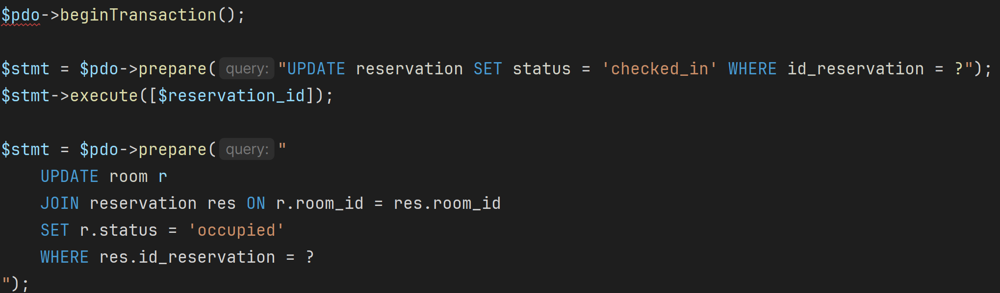 $pdo->beginTransaction();
$stmt = $pdo->prepare( query: "UPDATE reservation SET status = 'checked_in' WHERE id_reservation = ?");
$stmt->execute([$reservation_id]);
$stmt = $pdo->prepare( query: "
    UPDATE room r
    JOIN reservation res ON r.room_id = res.room_id
    SET r.status = 'occupied'
    WHERE res.id_reservation = ?
");